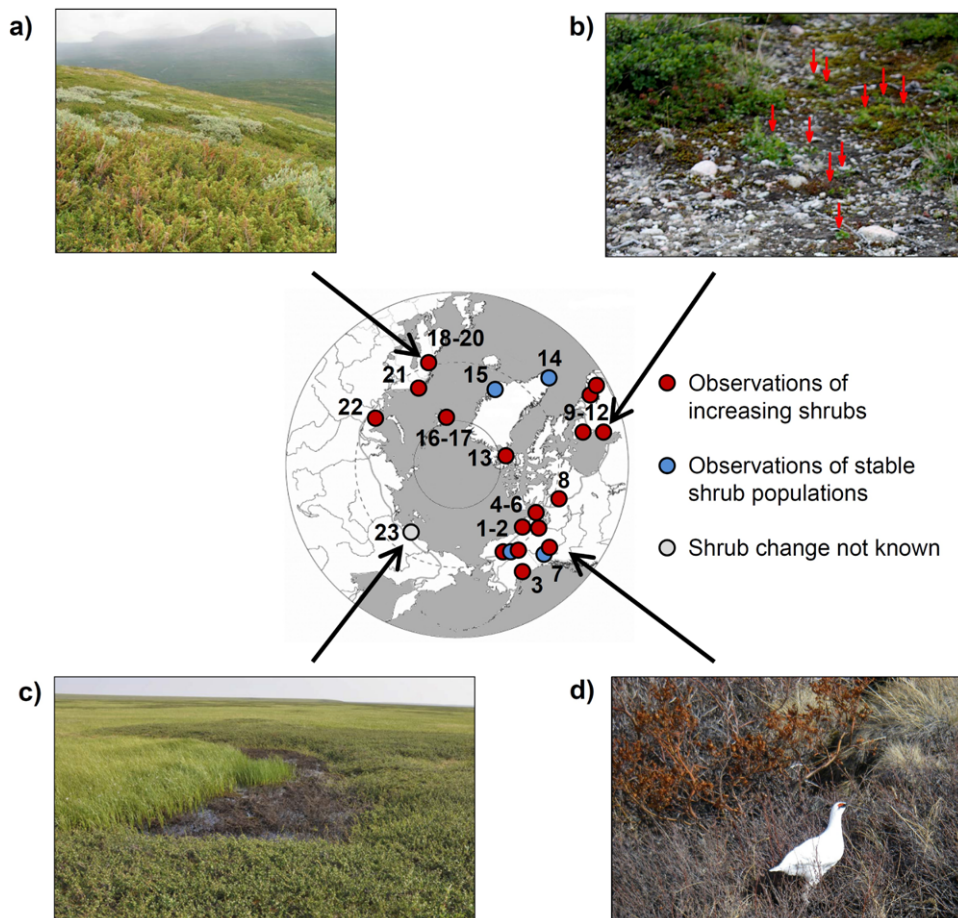 a)
b)
18-20
14
15
21
22
9-12
16-17
13
8
4-6
1-2
23
7
3
Observations of
increasing shrubs
Observations of stable
shrub populations
Shrub change not known
c)
d)